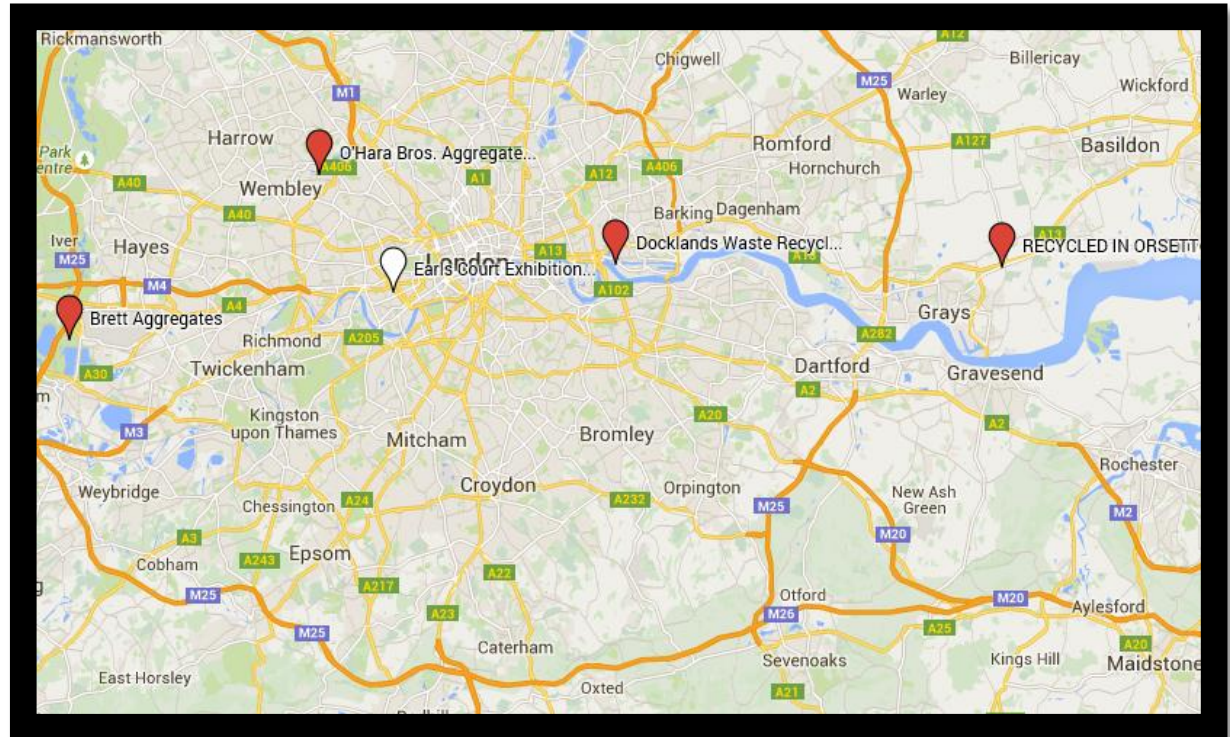 Rickmansworth
Chigwell
A12
Billericay
M25
M1
Warley
Wickford
Harrow
Romford
A127
Basildon
Park
O'Hara Bros. Aggregate...
Hornchurch
A406
A1
A12
A406
A40
Wembley
A40
Barking
Dagenham
Iver
Hayes
M25
A13
Docklands Waste Recycl...
A13
A13
RECYCLED IN ORSETT
London
Earls Court Exhibition...
M4
A102
A4
Brett Aggregates
Grays
Richmond
A205
A282
Twickenham
A30
Dartford
Gravesend
A2
Kingston
upon Thames
A20
A2
M3
Mitcham
Bromley
Rochester
Weybridge
Chessington
A24
Croydon
A232
Orpington
New Ash
Green
M25
M2
A3
A243
Epsom
M20
Cobham
A217
A22
M25
A23
Otford
M20
Aylesford
M26
M25
A25
A20
Caterham
Sevenoaks
Kings Hill
Maidstone
East Horsley
Oxted
A21